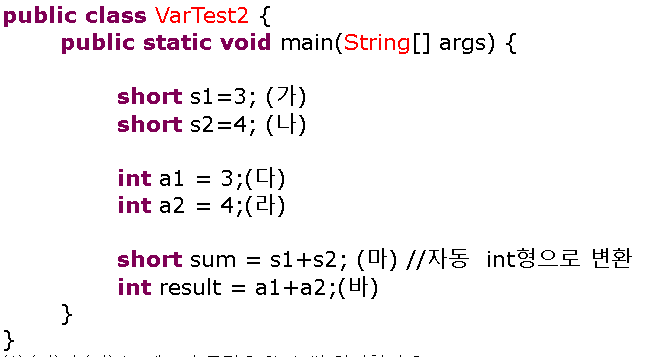 public class VarTest2 {
public static void main(String[] args) {
short s1=3; (가)
short s2=4; (나)
int a1 = 3;(다)
int a2 = 4;(라)
short sum = s1+s2; (마) //자동 int형으로 변환
int result = a1+a2;(바)
}
}